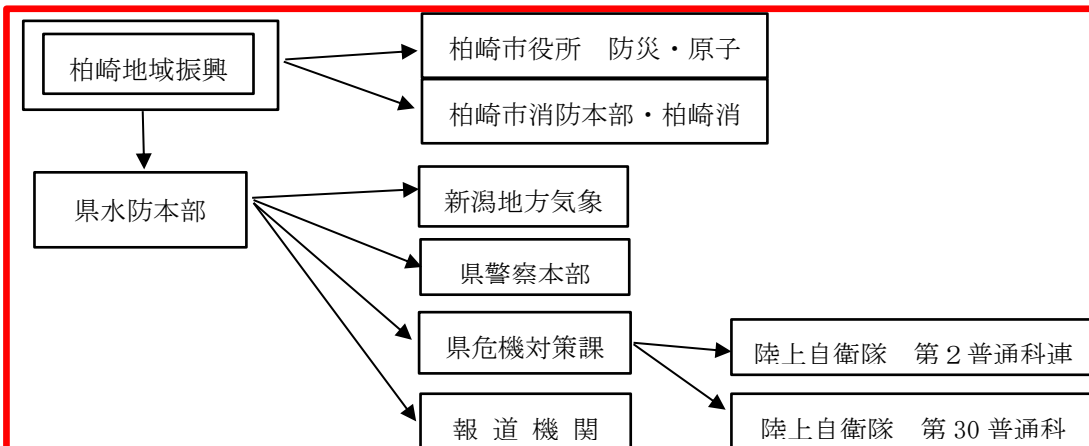 柏崎地域振興
柏崎市役所　防災・原子
柏崎市消防本部・柏崎消
県水防本部
新潟地方気象
県警察本部
県危機対策課
陸上自衛隊　第２普通科連
報 道 機 関
陸上自衛隊　第 30 普通科